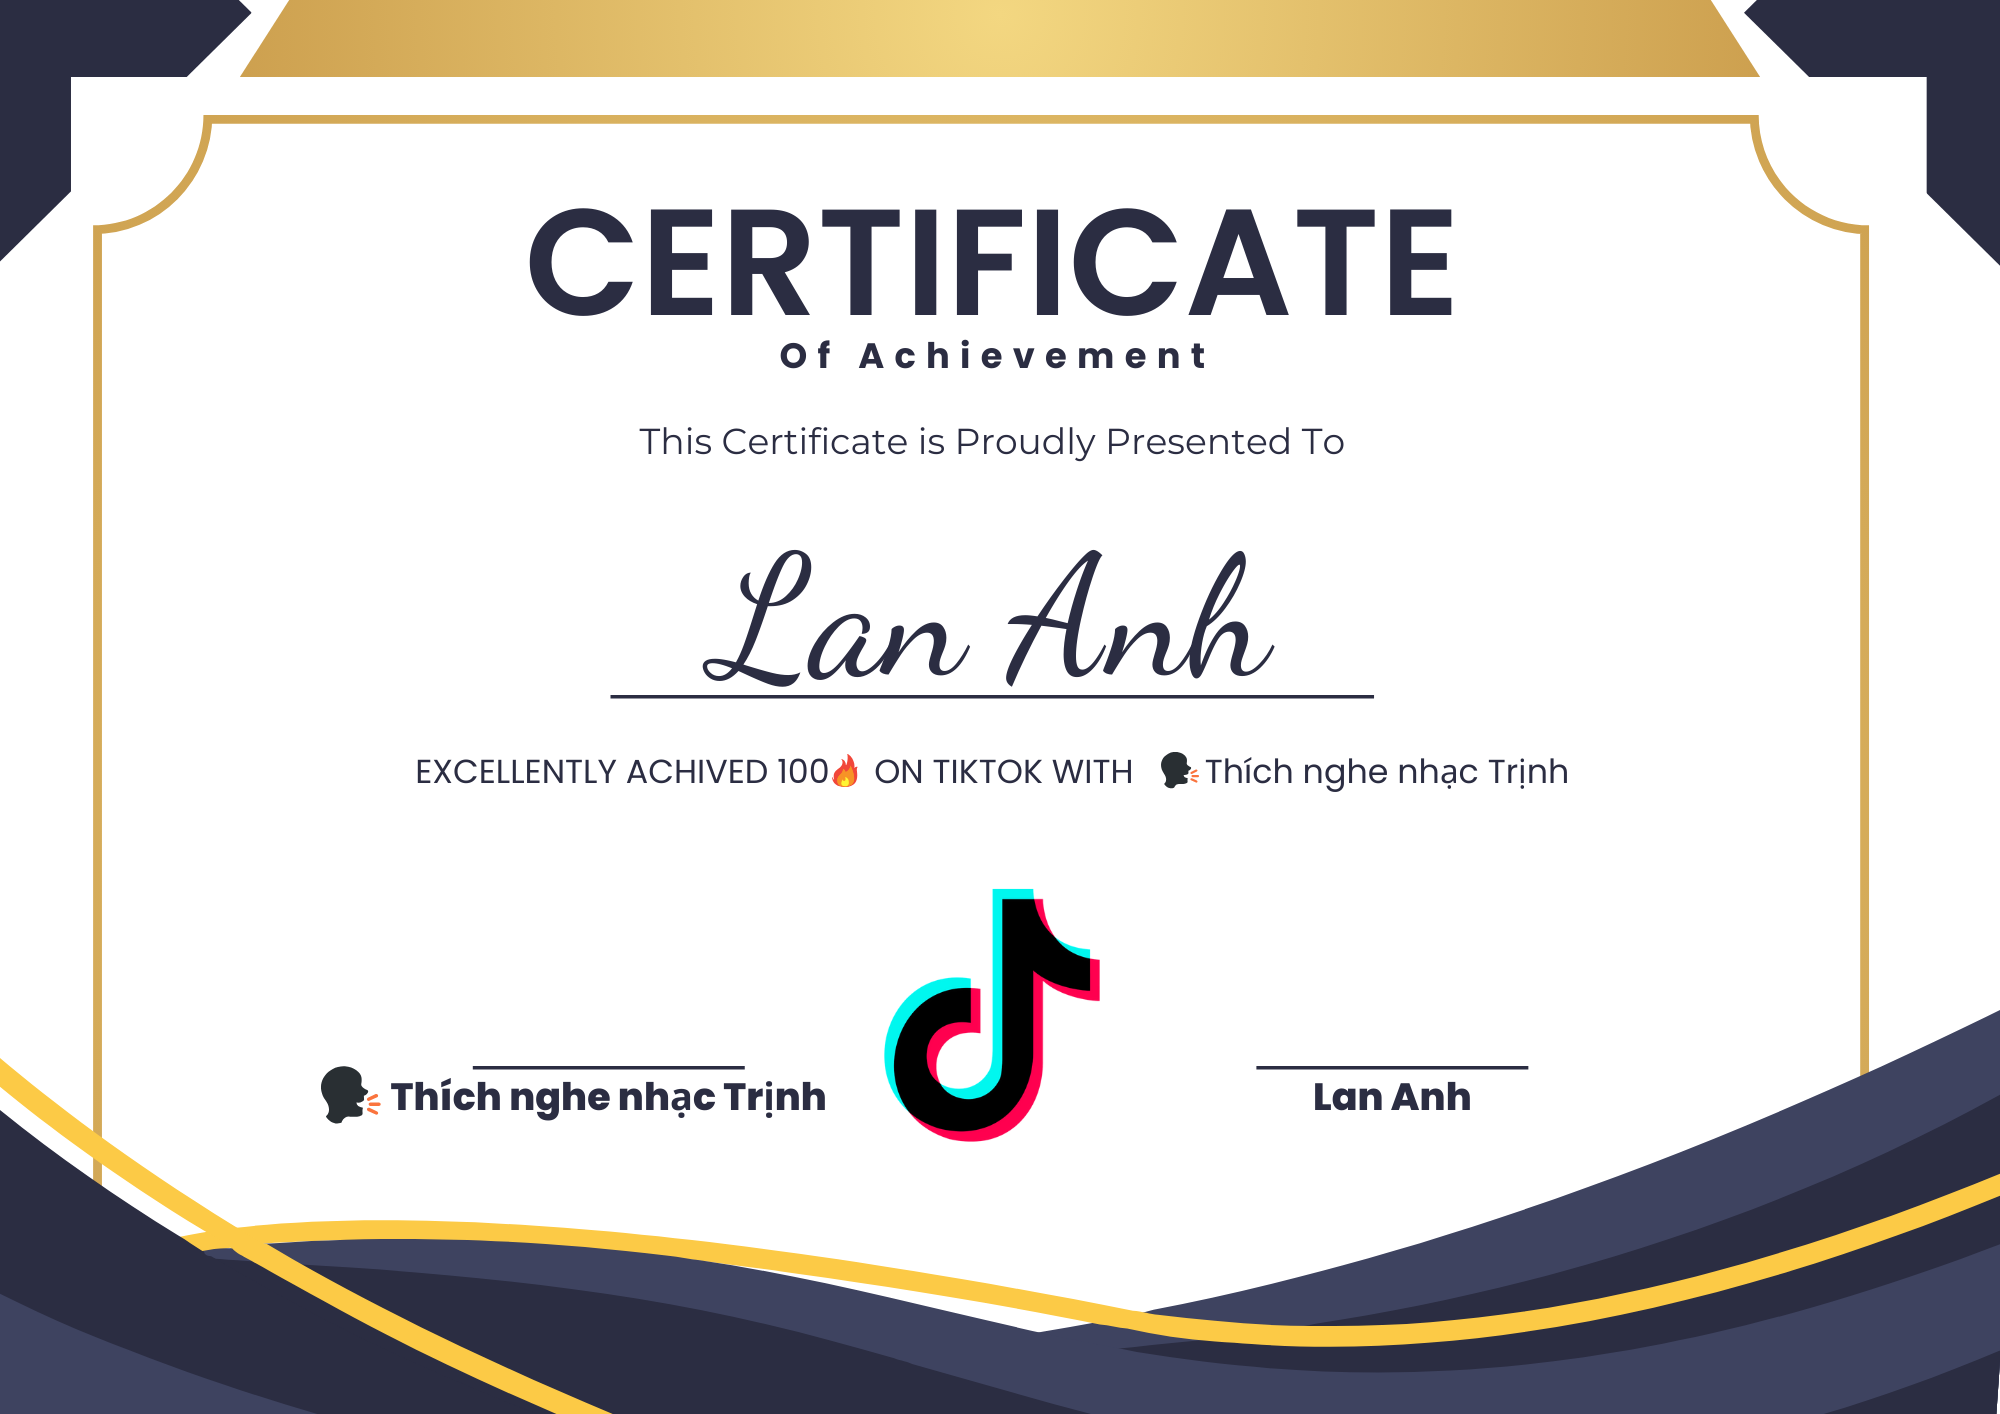 CERTIFICATE
Of Achievement
This Certificate is Proudly Presented To
Lan Anh
EXCELLENTLY ACHIVED 100🔥 ON TIKTOK WITH 🗣️Thích nghe nhạc Trịnh
🗣️ Thích nghe nhạc Trịnh
Lan Anh